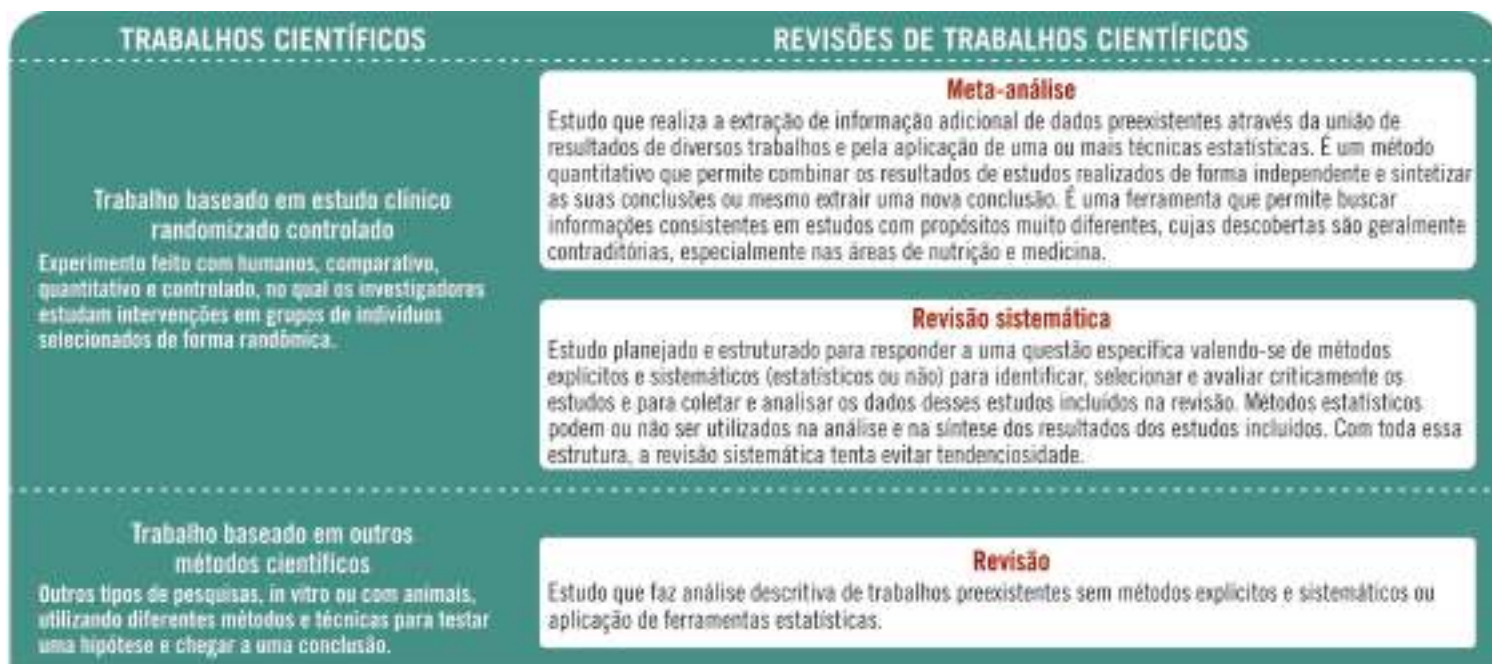 TRABALHOS CIENTÍFICOS
Trabalho baseado em estudo clínico
randomizado controlado
Experimento feito com humanos, comparativo,
quantitativo e controlado, no qual os investigadores
estudam intervenções em grupos de indivíduos
selecionados de forma randômica.
Trabalho baseado em outros
métodos científicos
Outros tipos de pesquisas, in vitro ou com animais,
utilizando diferentes métodos e técnicas para testar
uma hipótese e chegar a uma conclusão.
REVISÕES DE TRABALHOS CIENTÍFICOS
Meta-análise
Estudo que realiza a extração de informação adicional de dados preexistentes através da união de
resultados de diversos trabalhos e pela aplicação de uma ou mais técnicas estatísticas. É um método
quantitativo que permite combinar os resultados de estudos realizados de forma independente e sintetizar
as suas conclusões ou mesmo extrair uma nova conclusão. É uma ferramenta que permite buscar
informações consistentes em estudos com propósitos muito diferentes, cujas descobertas são geralmente
contraditórias, especialmente nas áreas de nutrição e medicina.
Revisão sistemática
Estudo planejado e estruturado para responder a uma questão específica valendo-se de métodos
explícitos e sistemáticos (estatísticos ou não) para identificar, selecionar e avaliar criticamente os
estudos e para coletar e analisar os dados desses estudos incluídos na revisão. Métodos estatísticos
podem ou não ser utilizados na análise e na síntese dos resultados dos estudos incluídos. Com toda essa
estrutura, a revisão sistemática tenta evitar tendenciosidade.
Revisão
Estudo que faz análise descritiva de trabalhos preexistentes sem métodos explícitos e sistemáticos ou
aplicação de ferramentas estatísticas.